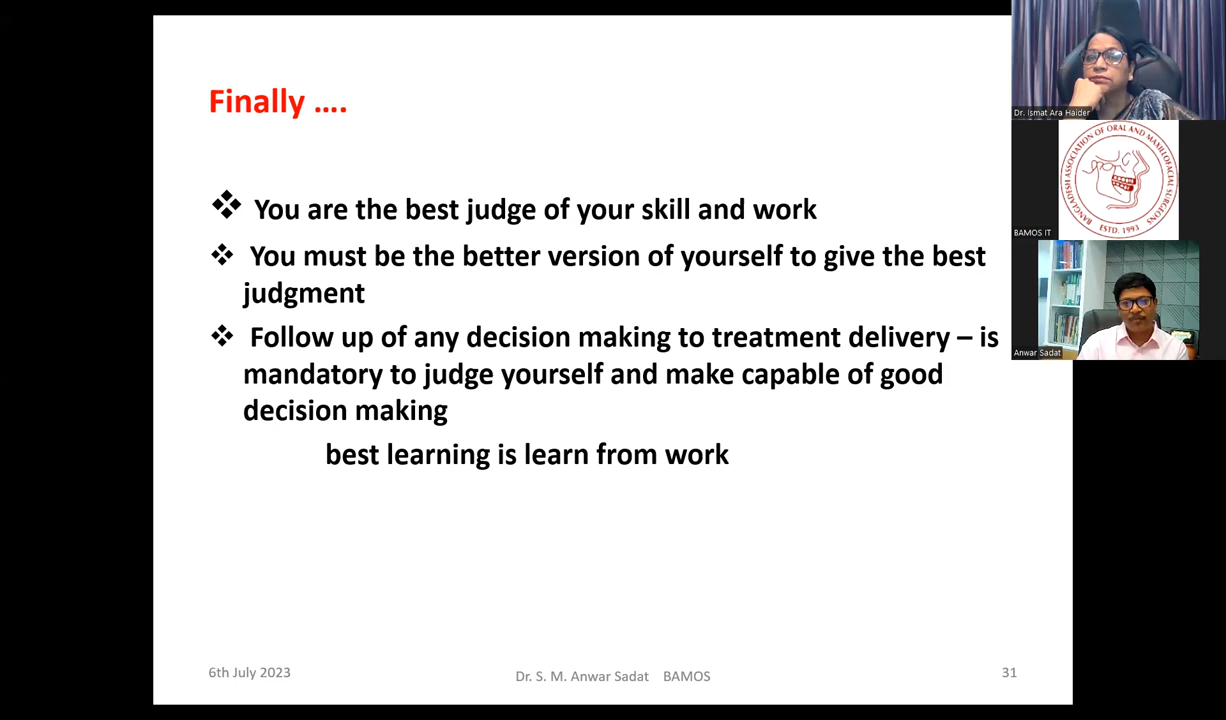 Finally ....
❖ You are the best judge of your skill and work
❖ You must be the better version of yourself to give the best
judgment
❖ Follow up of any decision making to treatment delivery – is
mandatory to judge yourself and make capable of good
decision making
best learning is learn from work
6th July 2023
Dr. S. M. Anwar Sadat BAMOS
31
Dr. Ismat Ara Haider
BANGLADESH ASSOCIATION OF ORAL AND MAXILLOFACIAL SURGEONS
ESTD. 1993
BAMOS IT
Anwar Sadat